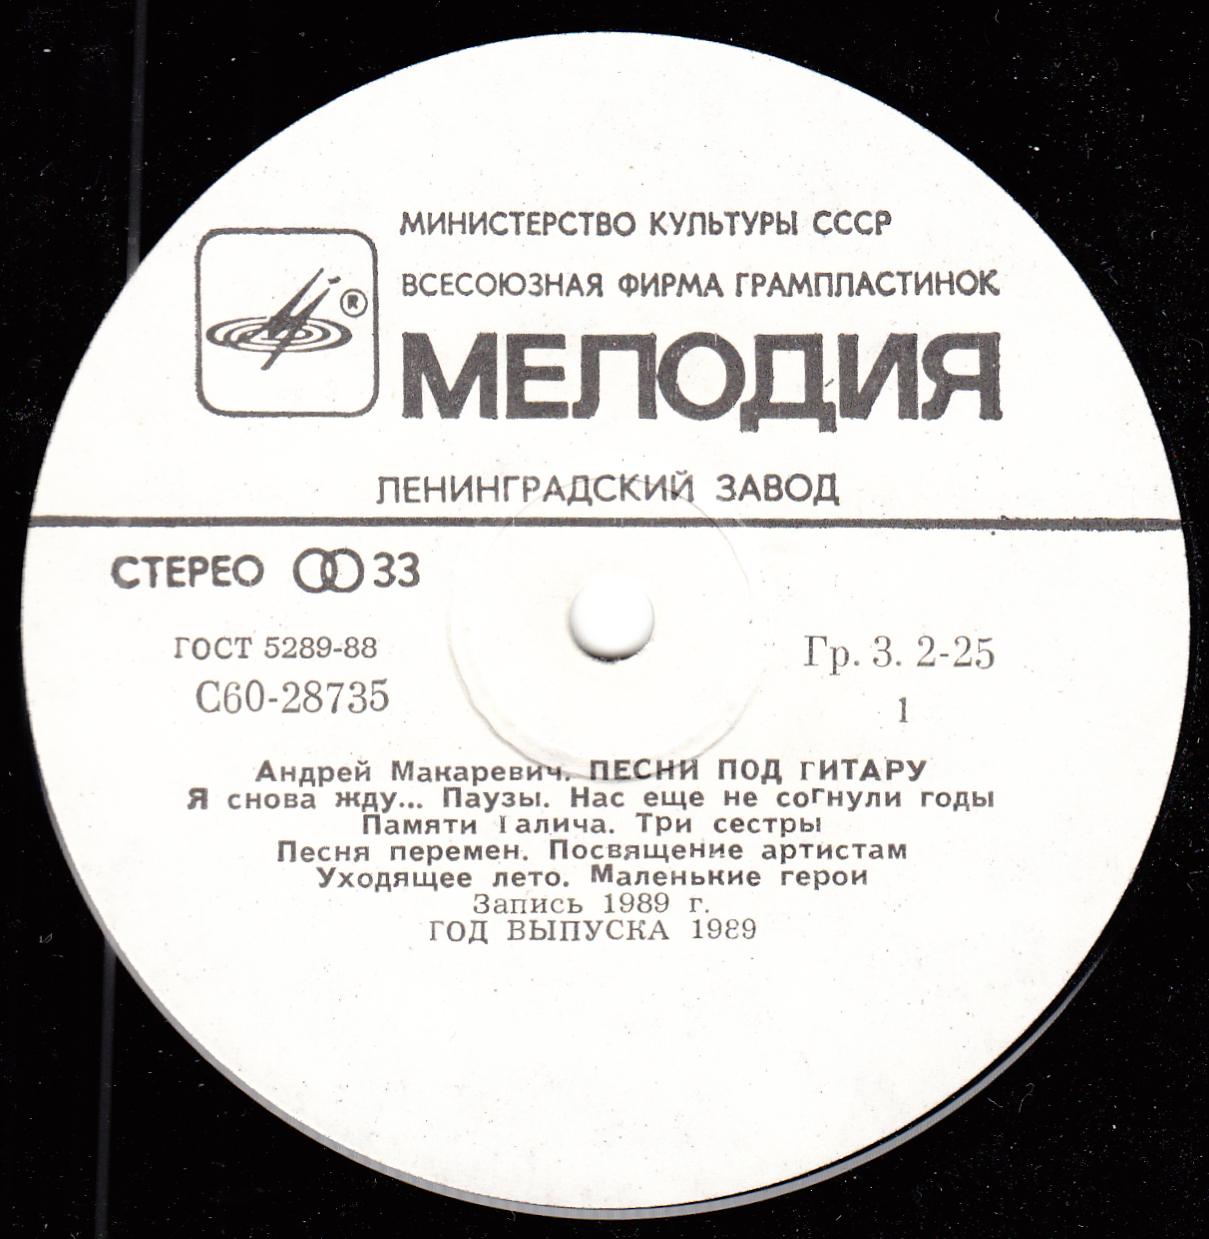 МИНИСТЕРСТВО КУЛЬТУРЫ СССР
ВСЕСОЮЗНАЯ ФИРМА ГРАМПЛАСТИНОК
®
МЕЛОДИЯ
ЛЕНИНГРАДСКИЙ ЗАВОД
СТЕРЕО 33
ГОСТ 5289-88
Гр. 3. 2-25
С60-28735
1
Андрей Макаревич. ПЕСНИ ПОД ГИТАРУ
Я снова жду... Паузы. Нас еще не согнули годы
Памяти Галича. Три сестры
Песня перемен. Посвящение артистам
Уходящее лето. Маленькие герои
Запись 1989 г.
ГОД ВЫПУСКА 1989